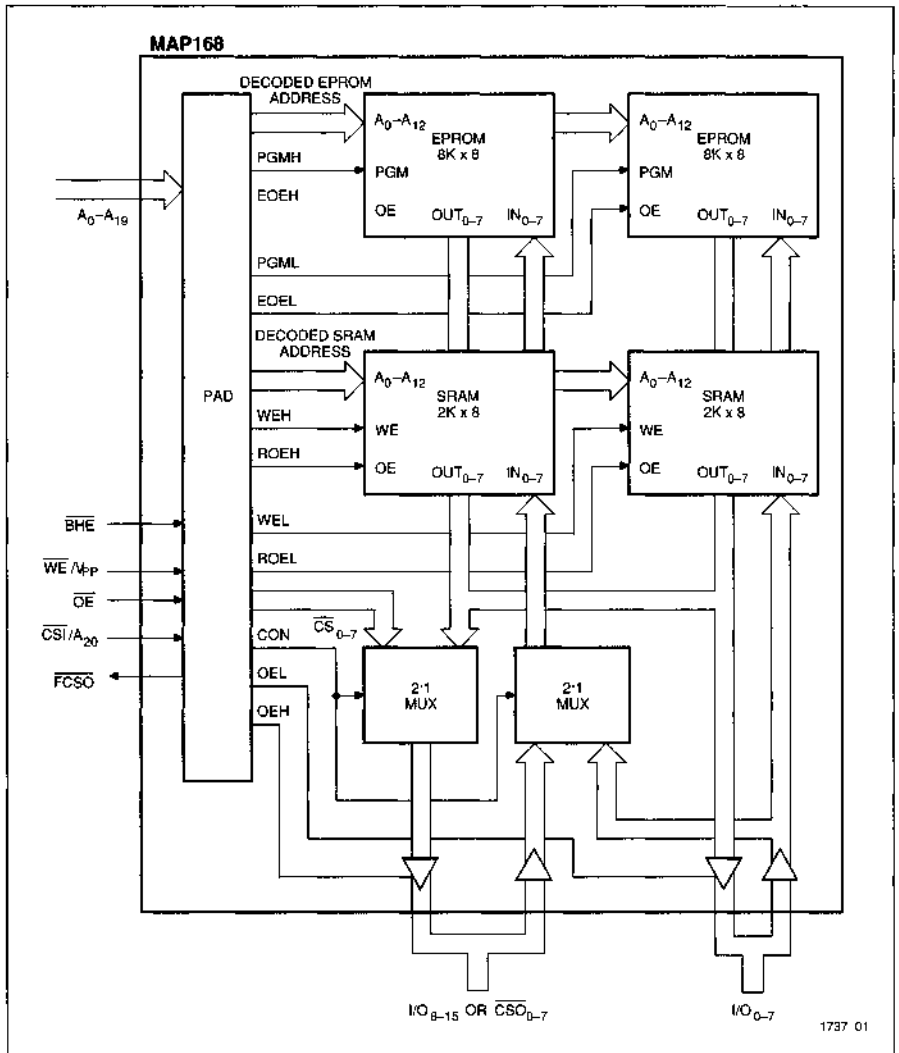 MAP168
DECODED EPROM
ADDRESS
A0–A12
EPROM
8K x 8
PGM
OE
OUT0–7
IN0–7
A0–A12
EPROM
8K x 8
PGM
OE
OUT0–7
IN0–7
A0–A19
PGMH
EOEH
PGML
EOEL
DECODED SRAM
ADDRESS
PAD
A0–A12
SRAM
2K x 8
WE
OE
OUT0–7
IN0–7
A0–A12
SRAM
2K x 8
WE
OE
OUT0–7
IN0–7
WEH
ROEH
WEL
ROEL
BHE
WE/VPP
OE
CSI/A20
FCSO
CON
OEL
OEH
CS0–7
2·1
MUX
2·1
MUX
I/O8–15 OR CSO0–7
I/O0–7
1737 01